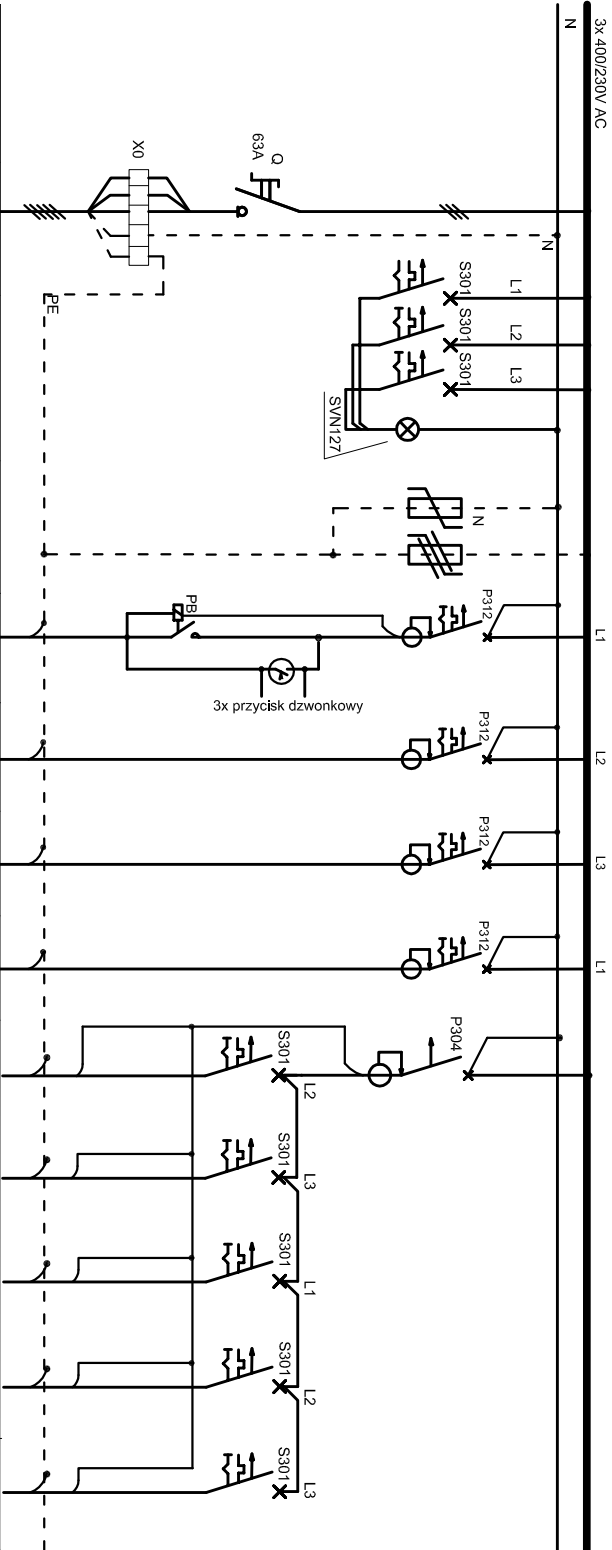 3x 400/230V AC
N
N
X0
Q
63A
PE
S301
L1
S301
L2
S301
L3
SVN127
N
PB
3x przycisk dzwonkowy
P312
L1
P312
L2
P312
L3
P312
L1
P304
S301
L2
S301
L3
S301
L1
S301
L2
S301
L3